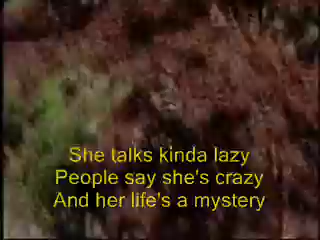 She talks kinda lazy
People say she's crazy
And her life's a mystery